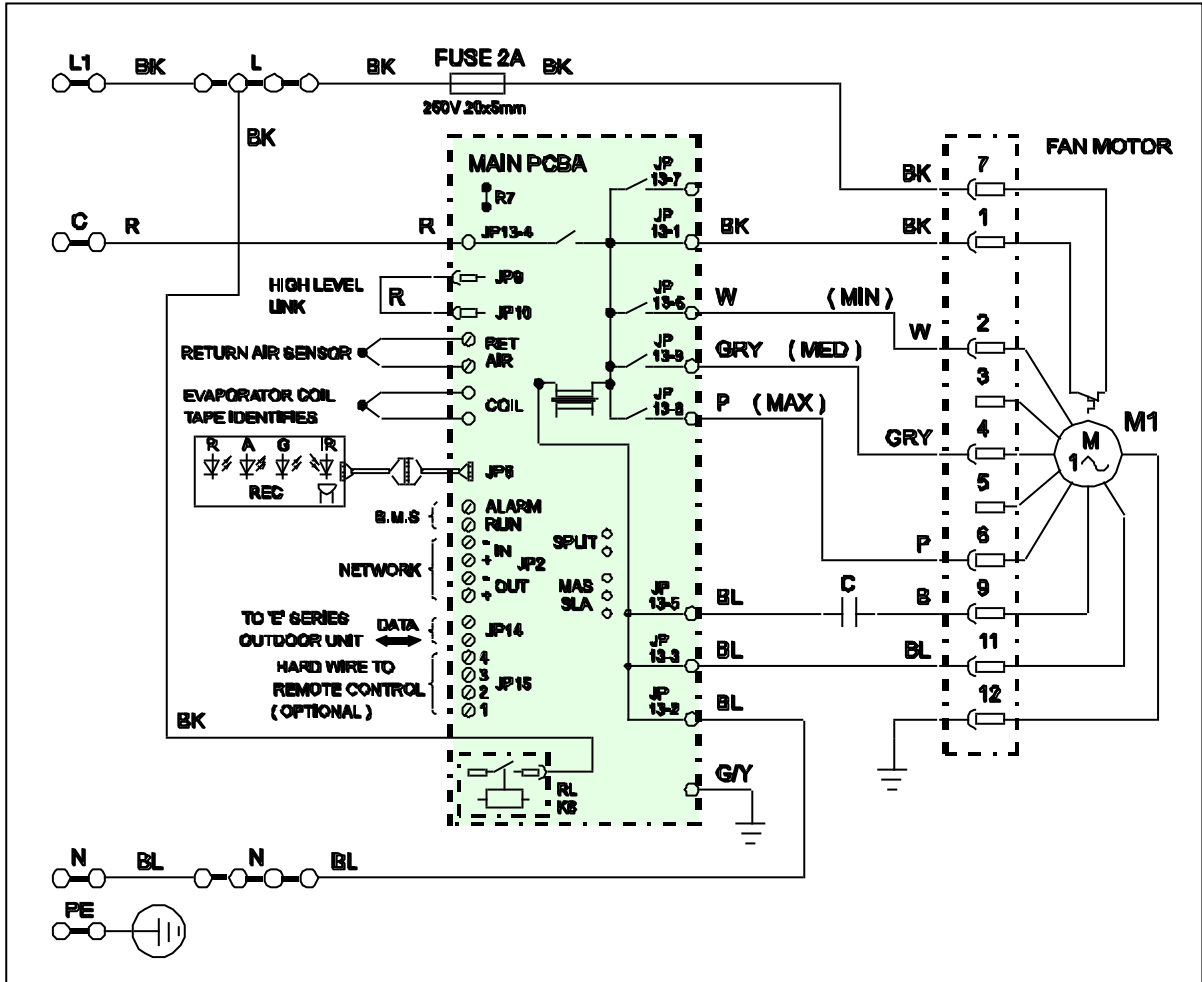 L1 BK L BK FUSE 2A BK
250V 20x5mm
BK
MAIN PCBA
FAN MOTOR
JP
13-7
7
BK
R7
C R R JP13-4
JP
13-1
BK BK
1
HIGH LEVEL
LINK
R
JP9
JP10
JP
13-6
W ( MIN )
W
2
RETURN AIR SENSOR
RET
AIR
JP
13-9
GRY ( MED )
3
EVAPORATOR COIL
TAPE IDENTIFIES
COIL
JP
13-8
P ( MAX )
GRY
4
M
1
M1
R A G IR
REC
JP6
5
B.M.S
ALARM
RUN
P
6
NETWORK
- IN
+
JP2
- OUT
+
SPLIT
MAS
SLA
JP
13-5
BL
C
B
9
TO 'E' SERIES
OUTDOOR UNIT
DATA
JP14
JP
13-3
BL
BL
11
HARD WIRE TO
REMOTE CONTROL
( OPTIONAL )
4
3
2
1
JP15
JP
13-2
BL
12
BK
RL
K6
G/Y
N BL N BL
PE